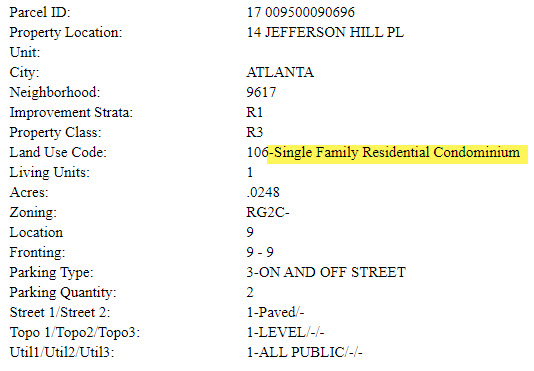 Parcel ID: 17 009500090696
Property Location: 14 JEFFERSON HILL PL
Unit:
City: ATLANTA
Neighborhood: 9617
Improvement Strata: R1
Property Class: R3
Land Use Code: 106-Single Family Residential Condominium
Living Units: 1
Acres: .0248
Zoning: RG2C-
Location 9
Fronting: 9 - 9
Parking Type: 3-ON AND OFF STREET
Parking Quantity: 2
Street 1/Street 2: 1-Paved/-
Topo 1/Topo2/Topo3: 1-LEVEL/-/-
Util1/Util2/Util3: 1-ALL PUBLIC/-/-